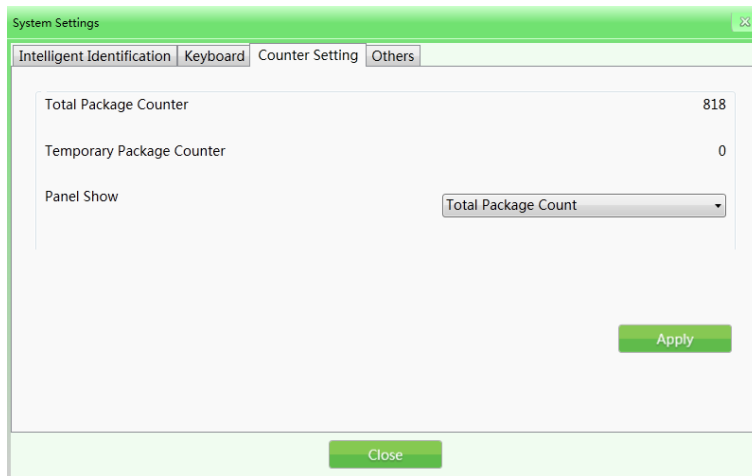 System Settings
Intelligent Identification Keyboard Counter Setting Others
Total Package Counter 818
Temporary Package Counter 0
Panel Show Total Package Count
Apply
Close